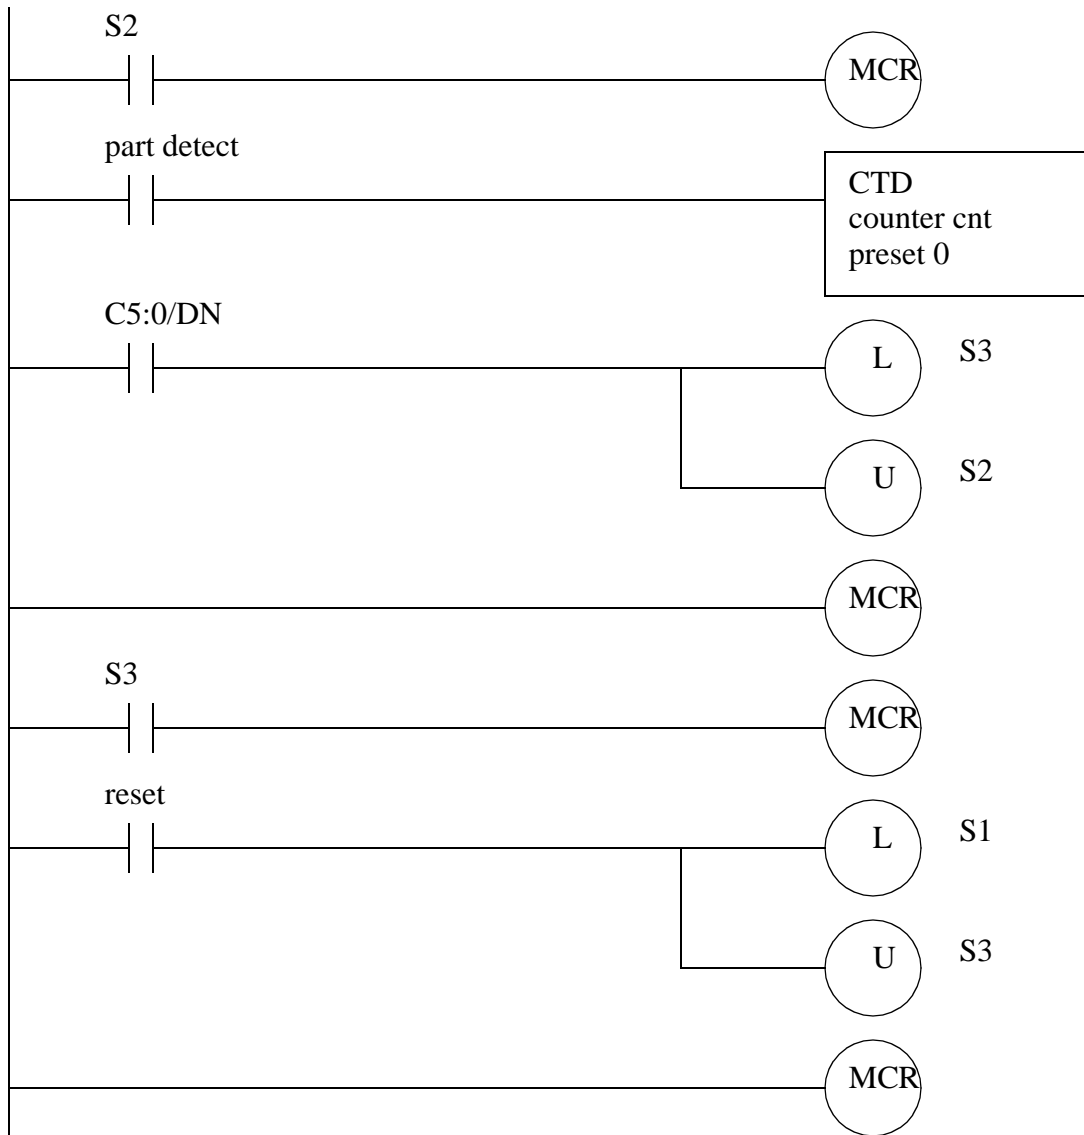 S2
MCR
part detect
CTD
counter cnt
preset 0
C5:0/DN
L S3
U S2
MCR
S3
MCR
reset
L S1
U S3
MCR